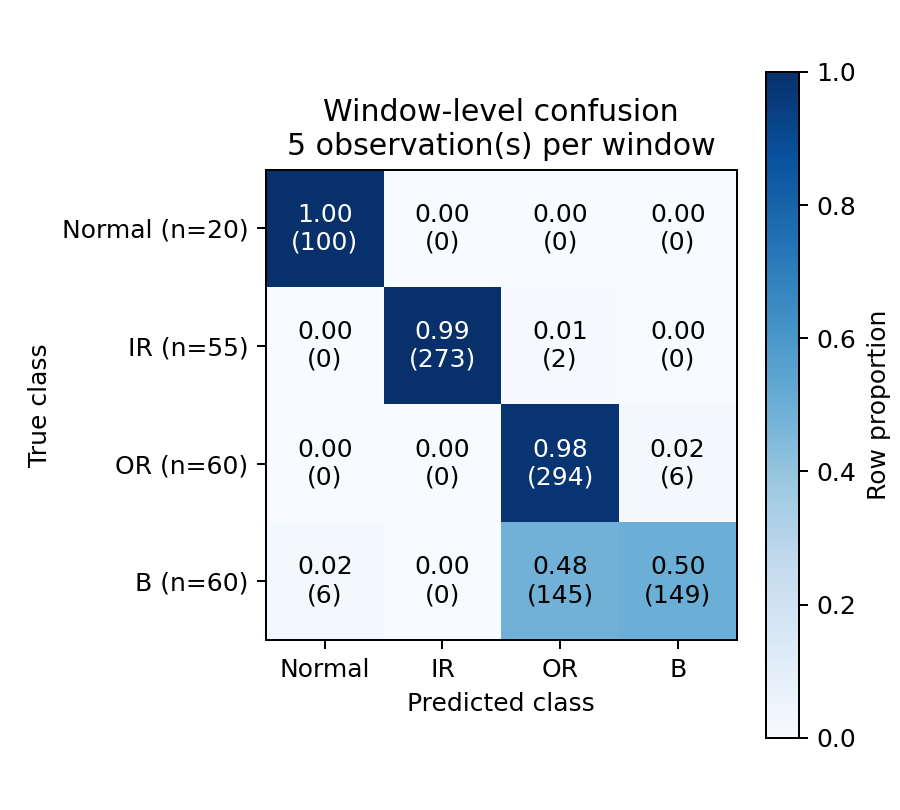 Window-level confusion
5 observation(s) per window
Normal (n=20)
1.00 0.00 0.00 0.00
(100) (0) (0) (0)
IR (n=55)
0.00 0.99 0.01 0.00
(0) (273) (2) (0)
OR (n=60)
0.00 0.00 0.98 0.02
(0) (0) (294) (6)
B (n=60)
0.02 0.00 0.48 0.50
(6) (0) (145) (149)
Normal IR OR B
Predicted class
True class
1.0
0.8
0.6
0.4
0.2
0.0
Row proportion